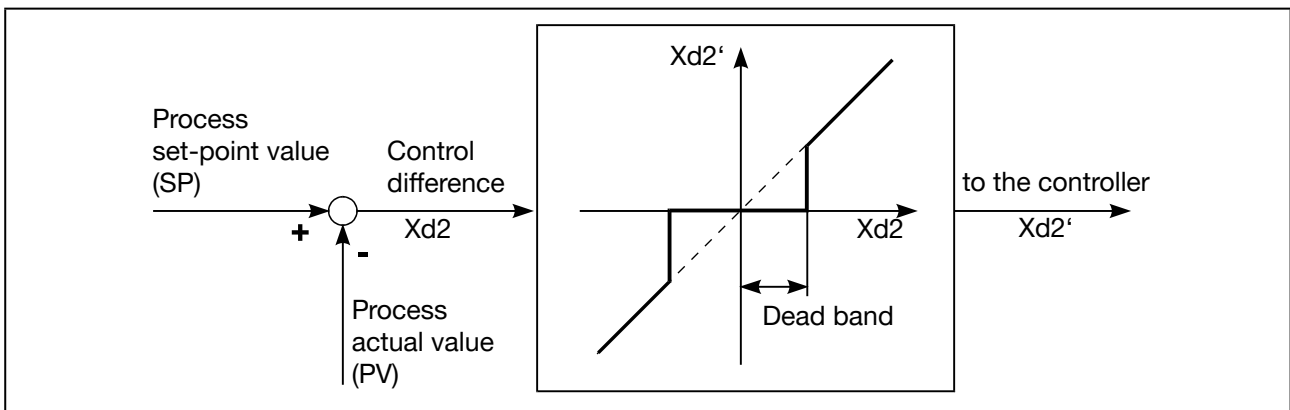 Process
set-point value
(SP)
+
-
Control
difference
Xd2
Process
actual value
(PV)
Xd2‘
Xd2
Dead band
to the controller
Xd2‘